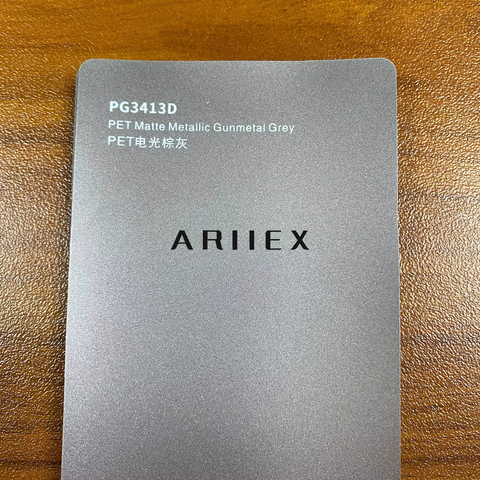 PG3413D
PET Matte Metallic Gunmetal Grey
PET电光棕灰
ARIIEX